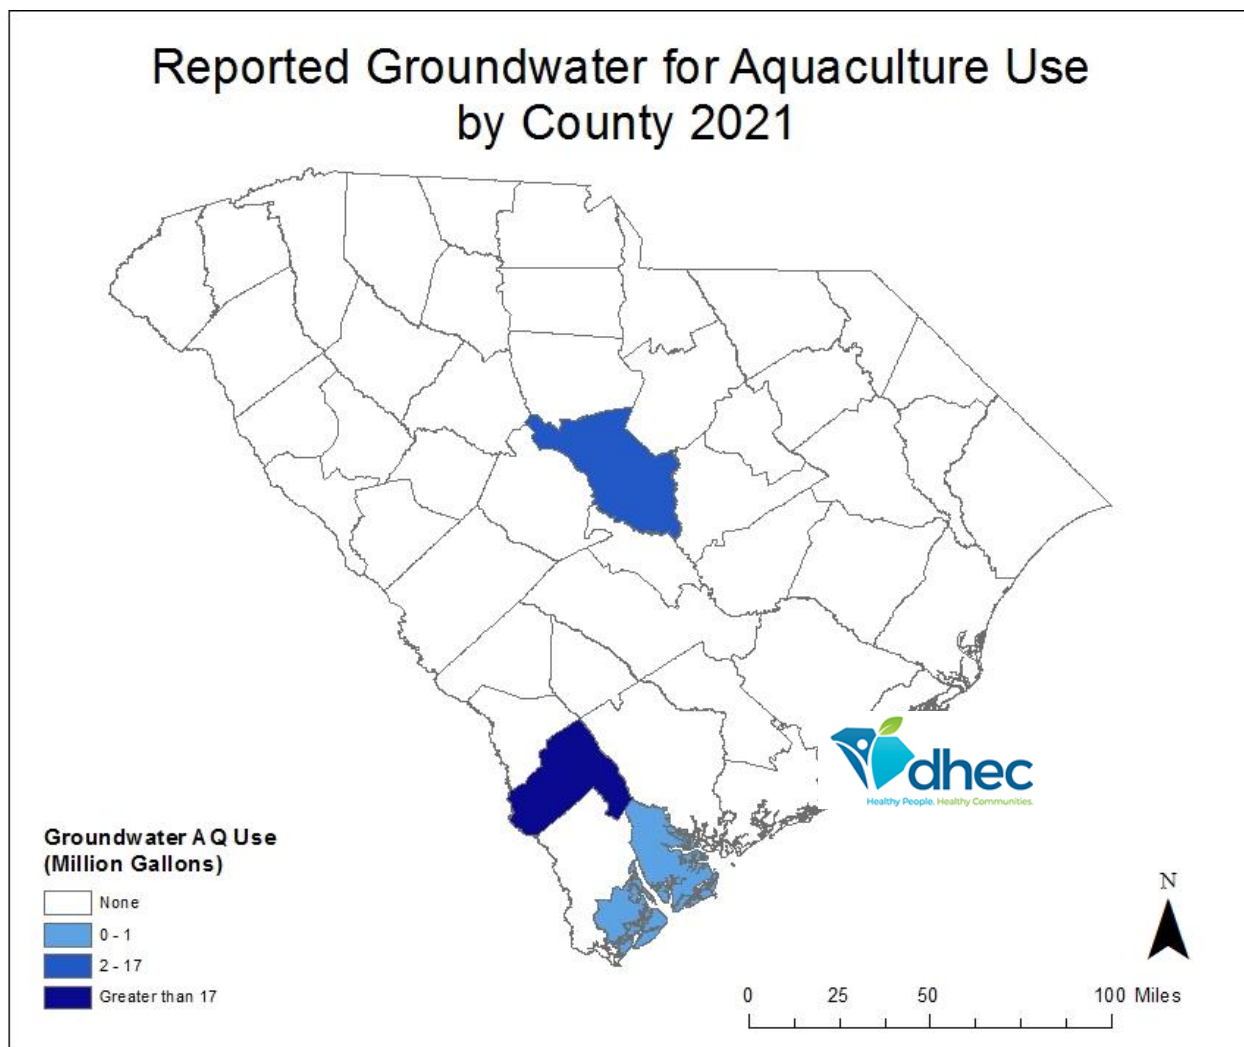 Reported Groundwater for Aquaculture Use
by County 2021
dhec
Healthy People. Healthy Communities.
Groundwater AQ Use
(Million Gallons)
None
0 - 1
2 - 17
Greater than 17
N
0 25 50 100 Miles